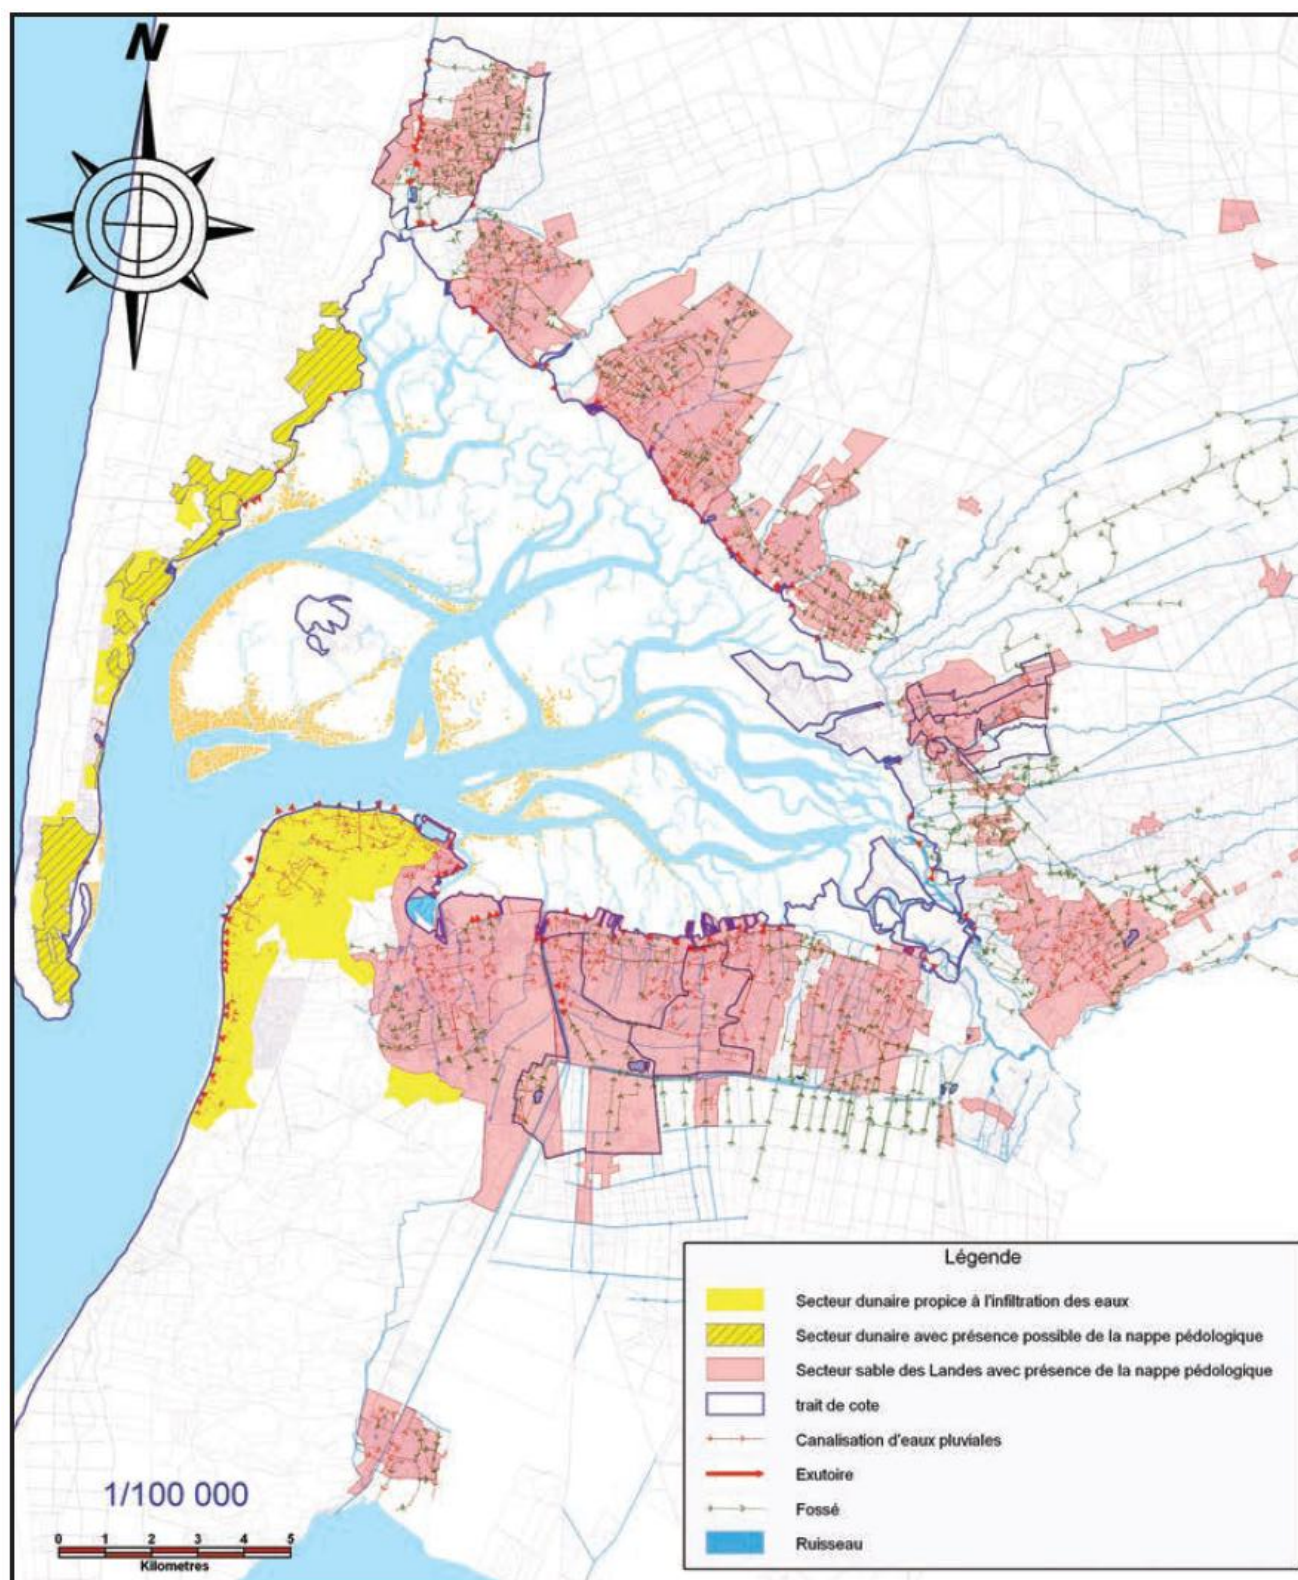 N
Légende
Secteur dunaire propice à l'infiltration des eaux
Secteur dunaire avec présence possible de la nappe pédologique
Secteur sable des Landes avec présence de la nappe pédologique
trait de cote
Canalisation d'eaux pluviales
Exutoire
Fossé
Ruisseau
1/100 000
0 1 2 3 4 5
Kilometres